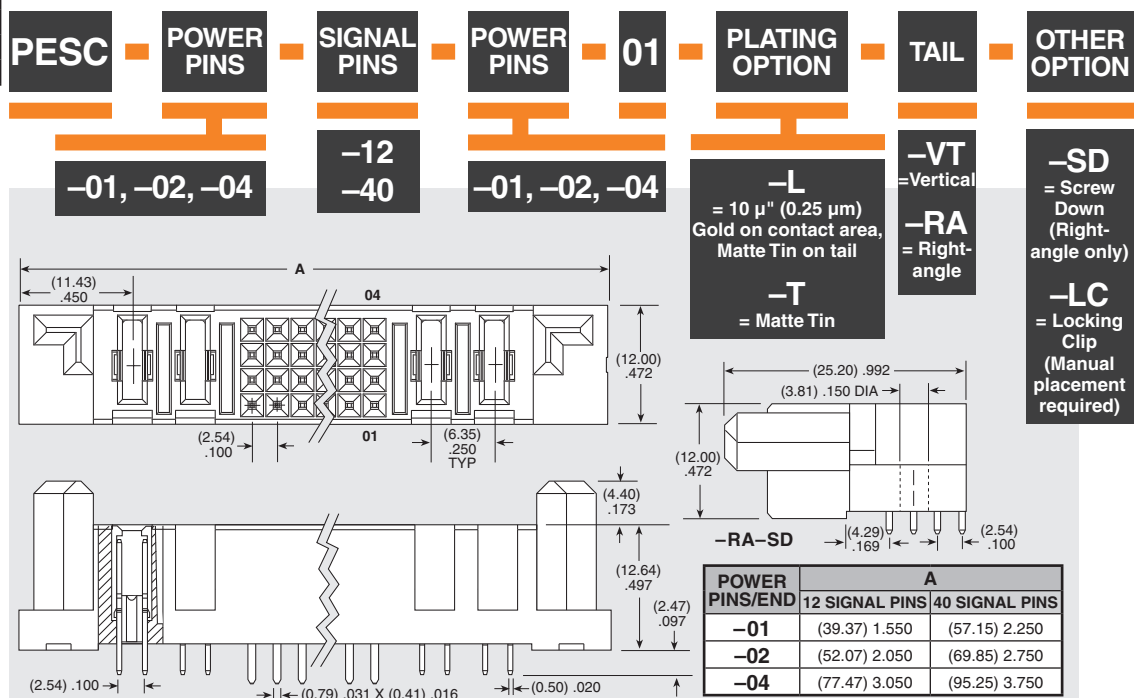 PESC
POWER
PINS
SIGNAL
PINS
POWER
PINS
01
PLATING
OPTION
TAIL
OTHER
OPTION
–01, –02, –04
–12
–40
–01, –02, –04
–L
= 10 µ" (0.25 µm)
Gold on contact area,
Matte Tin on tail
–T
= Matte Tin
–VT
=Vertical
–RA
= Right-
angle
–SD
= Screw
Down
(Right-
angle only)
–LC
= Locking
Clip
(Manual
placement
required)
A
(11.43)
.450
04
(12.00)
.472
(2.54)
.100
01
(6.35)
.250
TYP
(25.20) .992
(3.81) .150 DIA
(12.00)
.472
–RA–SD
(4.29)
.169
(2.54)
.100
(4.40)
.173
(12.64)
.497
(2.47)
.097
(2.54) .100
(0.79) .031 X (0.41) .016
(0.50) .020
POWER
PINS/END
A
12 SIGNAL PINS
40 SIGNAL PINS
–01 (39.37) 1.550 (57.15) 2.250
–02 (52.07) 2.050 (69.85) 2.750
–04 (77.47) 3.050 (95.25) 3.750